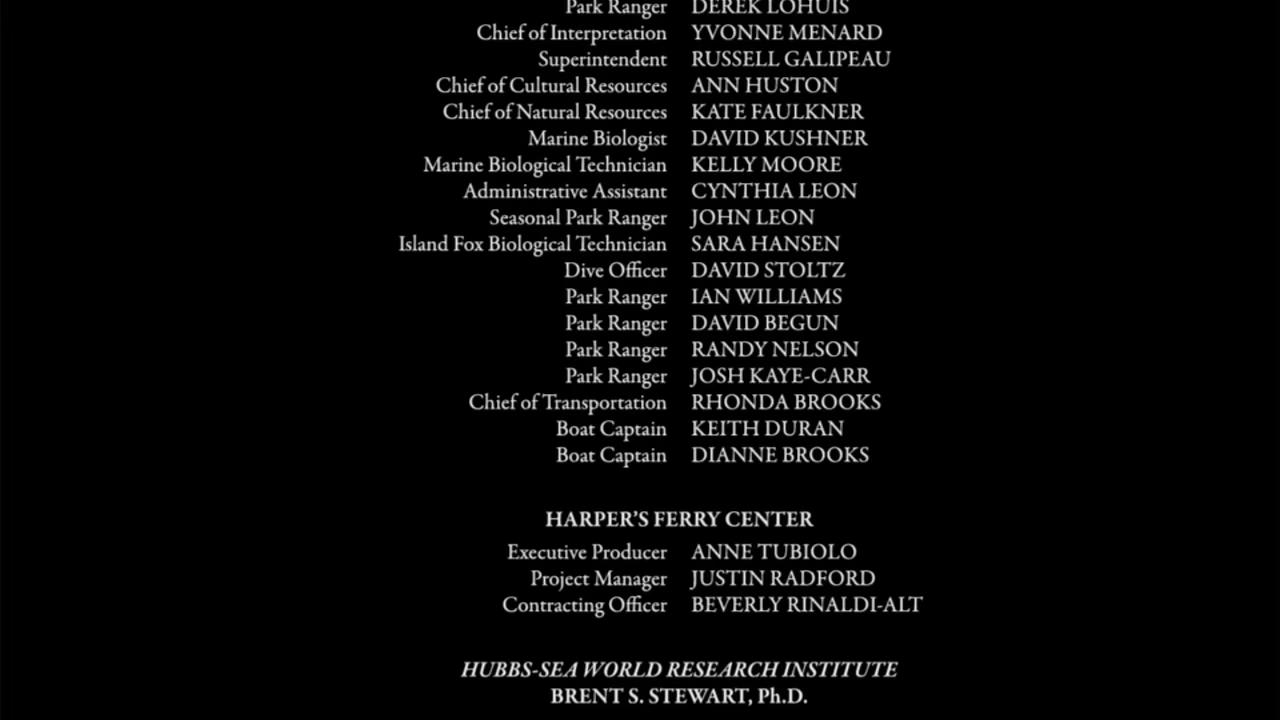 Park Ranger DEREK LOHUIS
Chief of Interpretation YVONNE MENARD
Superintendent RUSSELL GALIPEAU
Chief of Cultural Resources ANN HUSTON
Chief of Natural Resources KATE FAULKNER
Marine Biologist DAVID KUSHNER
Marine Biological Technician KELLY MOORE
Administrative Assistant CYNTHIA LEON
Seasonal Park Ranger JOHN LEON
Island Fox Biological Technician SARA HANSEN
Dive Officer DAVID STOLTZ
Park Ranger IAN WILLIAMS
Park Ranger DAVID BEGUN
Park Ranger RANDY NELSON
Park Ranger JOSH KAYE-CARR
Chief of Transportation RHONDA BROOKS
Boat Captain KEITH DURAN
Boat Captain DIANNE BROOKS
HARPER'S FERRY CENTER
Executive Producer ANNE TUBIOLO
Project Manager JUSTIN RADFORD
Contracting Officer BEVERLY RINALDI-ALT
HUBBS-SEA WORLD RESEARCH INSTITUTE
BRENT S. STEWART, Ph.D.